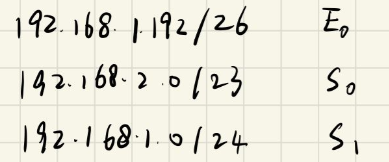 192.168.1.192/26 E₀
192.168.2.0/23 S₀
192.168.1.0/24 S₁